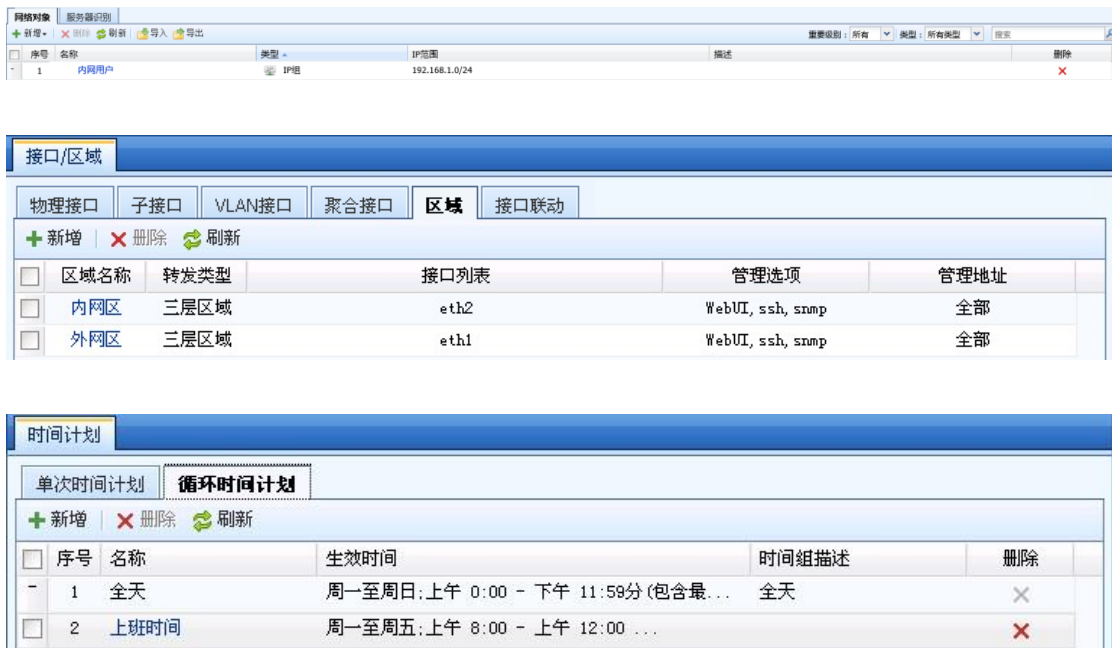 网络对象 服务器识别
新增 删除 刷新 导入 导出 重要级别：所有 类型：所有类型 搜索
序号 名称 类型 IP范围 描述 删除
- 1 内网用户 IP组 192.168.1.0/24
接口/区域
物理接口 子接口 VLAN接口 聚合接口 区域 接口联动
新增 删除 刷新
区域名称 转发类型 接口列表 管理选项 管理地址
内网区 三层区域 eth2 WebUI, ssh, snmp 全部
外网区 三层区域 eth1 WebUI, ssh, snmp 全部
时间计划
单次时间计划 循环时间计划
新增 删除 刷新
序号 名称 生效时间 时间组描述 删除
- 1 全天 周一至周日;上午 0:00 - 下午 11:59分(包含最... 全天
2 上班时间 周一至周五;上午 8:00 - 上午 12:00 ...